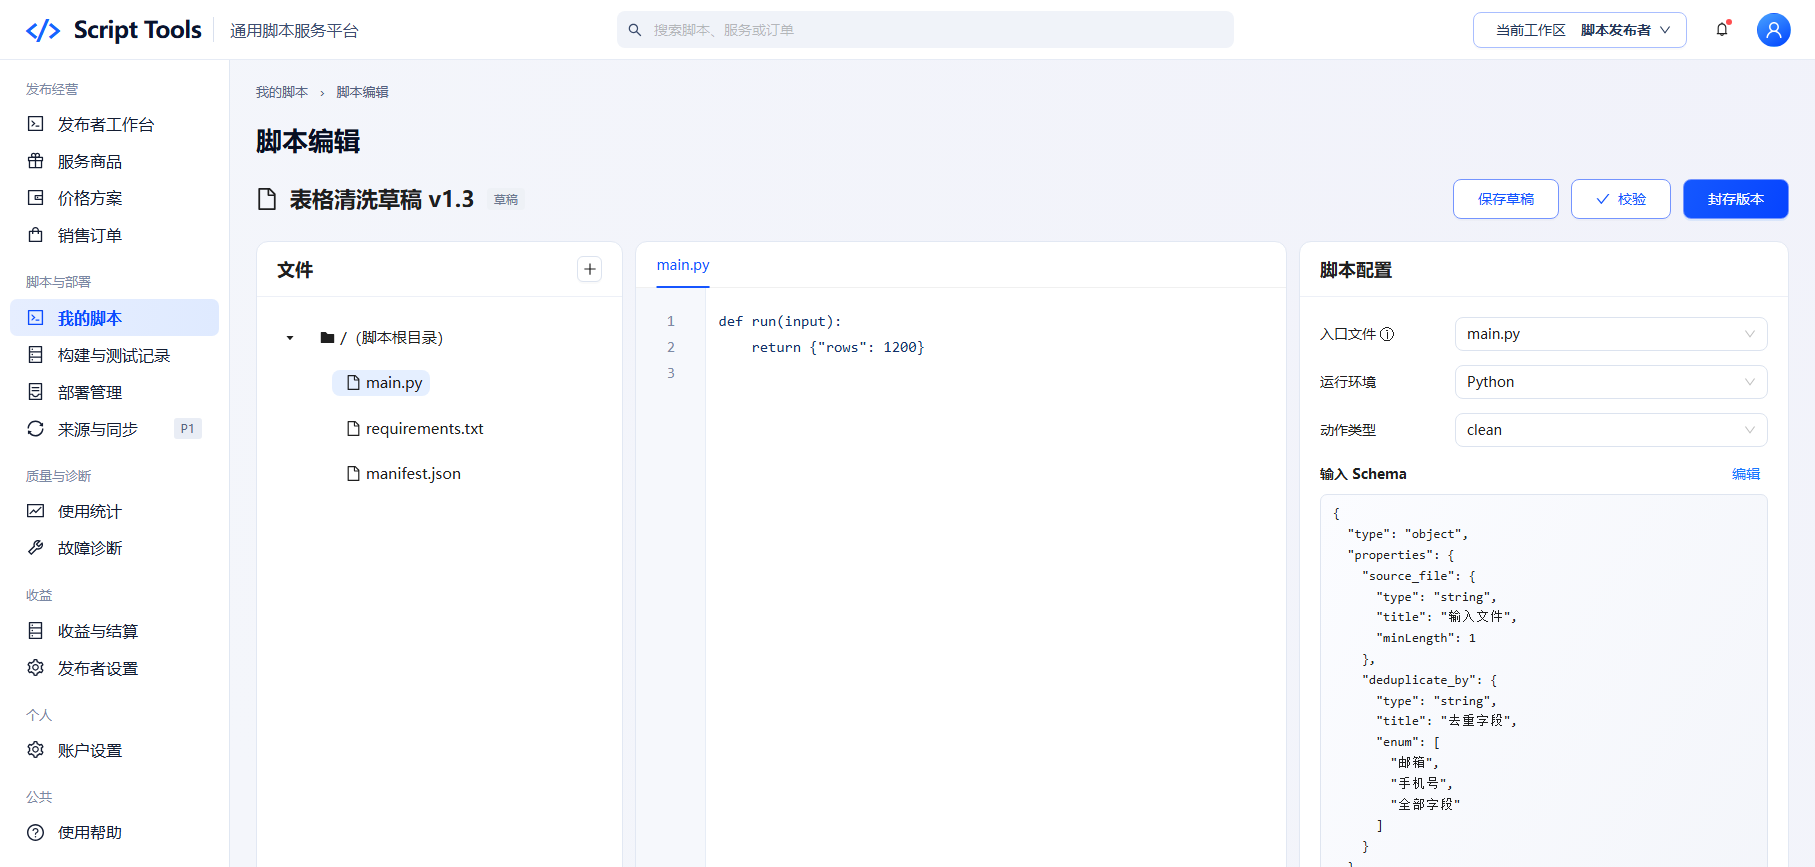 Script Tools
通用脚本服务平台
搜索脚本、服务或订单
当前工作区 脚本发布者
发布经营
发布者工作台
服务商品
价格方案
销售订单
脚本与部署
我的脚本
构建与测试记录
部署管理
来源与同步 P1
质量与诊断
使用统计
故障诊断
收益
收益与结算
发布者设置
个人
账户设置
公共
使用帮助
我的脚本 › 脚本编辑
脚本编辑
表格清洗草稿 v1.3 草稿
保存草稿
校验
封存版本
文件
/ (脚本根目录)
main.py
requirements.txt
manifest.json
main.py
1 def run(input):
2     return {"rows": 1200}
3
脚本配置
入口文件 main.py
运行环境 Python
动作类型 clean
输入 Schema 编辑
{
  "type": "object",
  "properties": {
    "source_file": {
      "type": "string",
      "title": "输入文件",
      "minLength": 1
    },
    "deduplicate_by": {
      "type": "string",
      "title": "去重字段",
      "enum": [
        "邮箱",
        "手机号",
        "全部字段"
      ]
    }